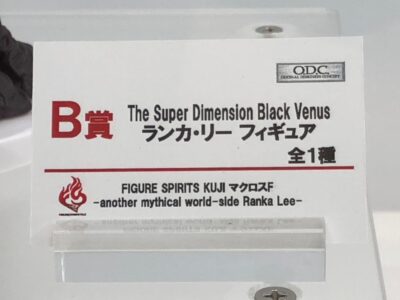 ODC
ORIGINAL DIMENSION CONCEPT
B賞
The Super Dimension Black Venus
ランカ・リー フィギュア
全1種
FIGURE SPIRITS KUJI マクロスF
-another mythical world-side Ranka Lee-